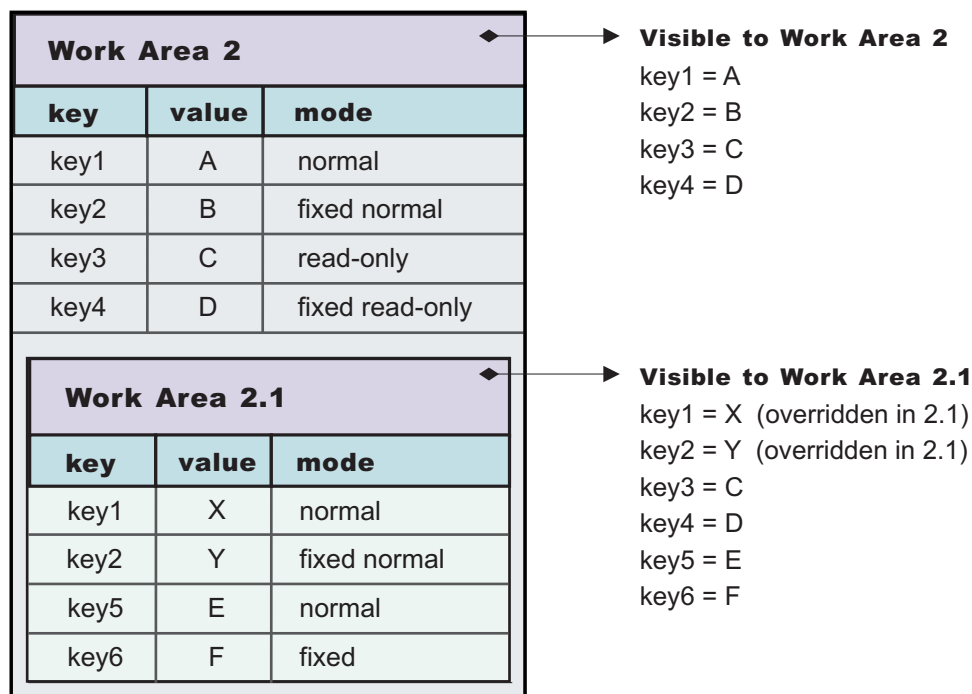 Work Area 2
key value mode
key1 A normal
key2 B fixed normal
key3 C read-only
key4 D fixed read-only
Visible to Work Area 2
key1 = A
key2 = B
key3 = C
key4 = D
Work Area 2.1
key value mode
key1 X normal
key2 Y fixed normal
key5 E normal
key6 F fixed
Visible to Work Area 2.1
key1 = X (overridden in 2.1)
key2 = Y (overridden in 2.1)
key3 = C
key4 = D
key5 = E
key6 = F